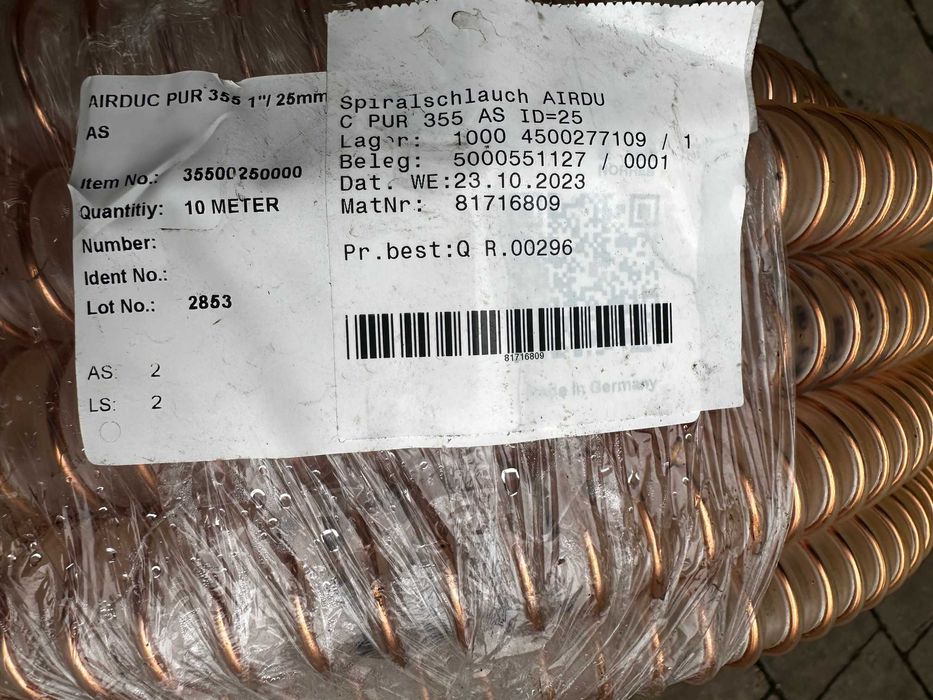 AIRDUC PUR 355 1"/ 25mm
AS
Item No.: 35500250000
Quantitiy: 10 METER
Number:
Ident No.:
Lot No.: 2853
AS: 2
LS: 2
Spiralschlauch AIRDU
C PUR 355 AS ID=25
Lager: 1000 4500277109 / 1
Beleg: 5000551127 / 0001
Dat. WE:23.10.2023
MatNr: 81716809
Pr.best:Q R.00296
81716809
Made in Germany